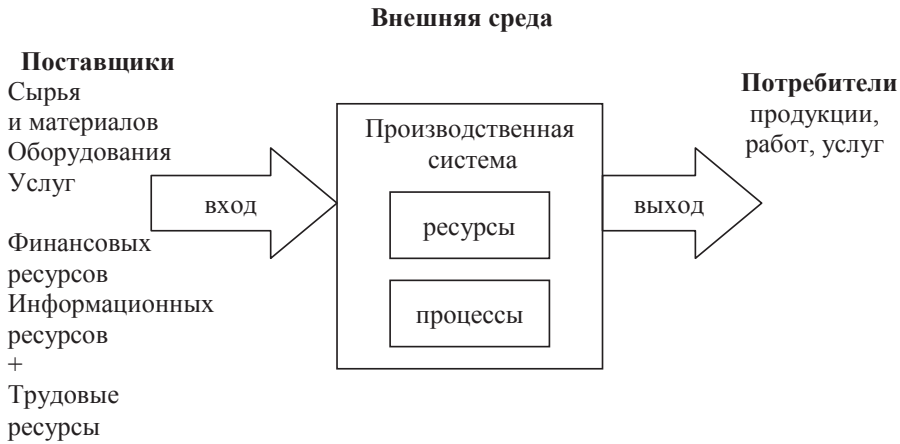 Внешняя среда
Поставщики
Сырья
и материалов
Оборудования
Услуг
Финансовых
ресурсов
Информационных
ресурсов
+
Трудовые
ресурсы
вход
Производственная
система
ресурсы
процессы
выход
Потребители
продукции,
работ, услуг